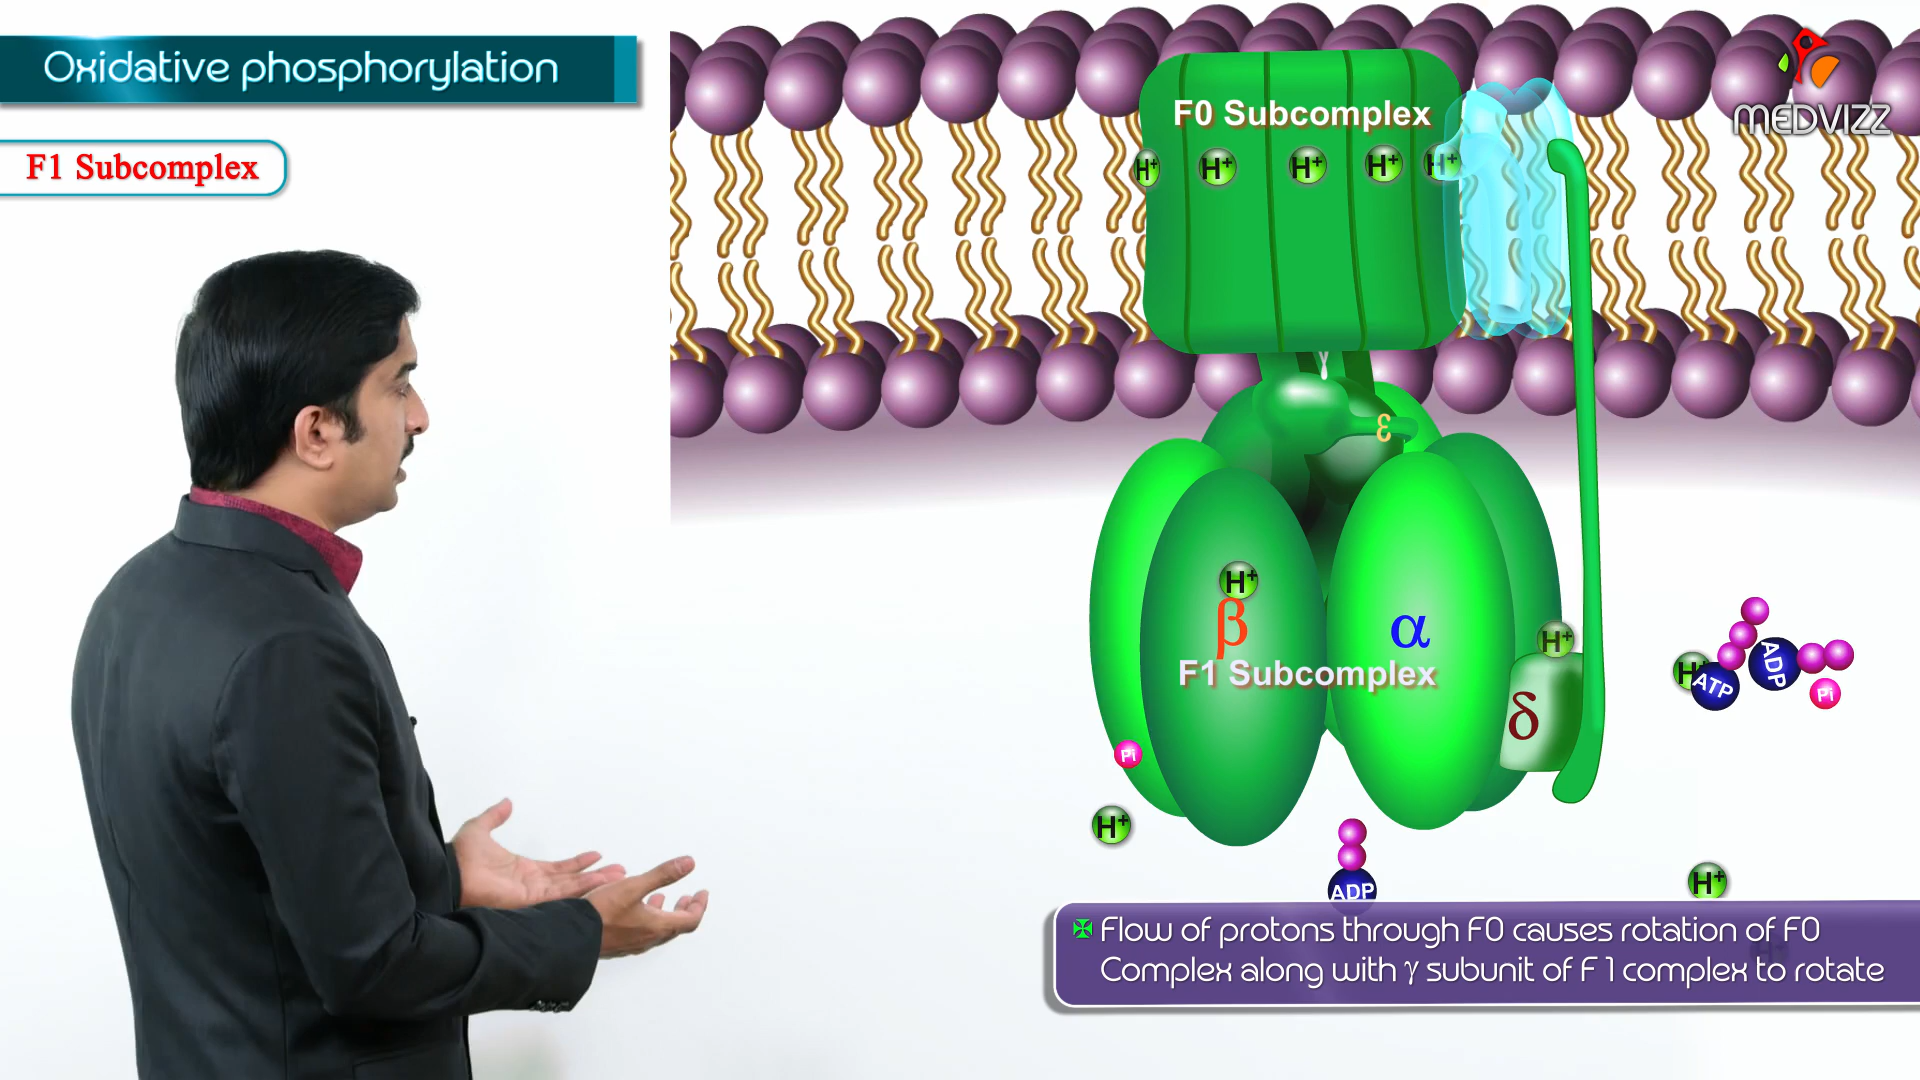 Oxidative phosphorylation
F1 Subcomplex
MEDVIZZ
F0 Subcomplex
H+ H+ H+ H+ H+
γ
ε
H+
β
α
F1 Subcomplex
H+
δ
H+
ATP
ADP
Pi
Pi
H+
ADP
H+
Flow of protons through F0 causes rotation of F0
Complex along with γ subunit of F 1 complex to rotate